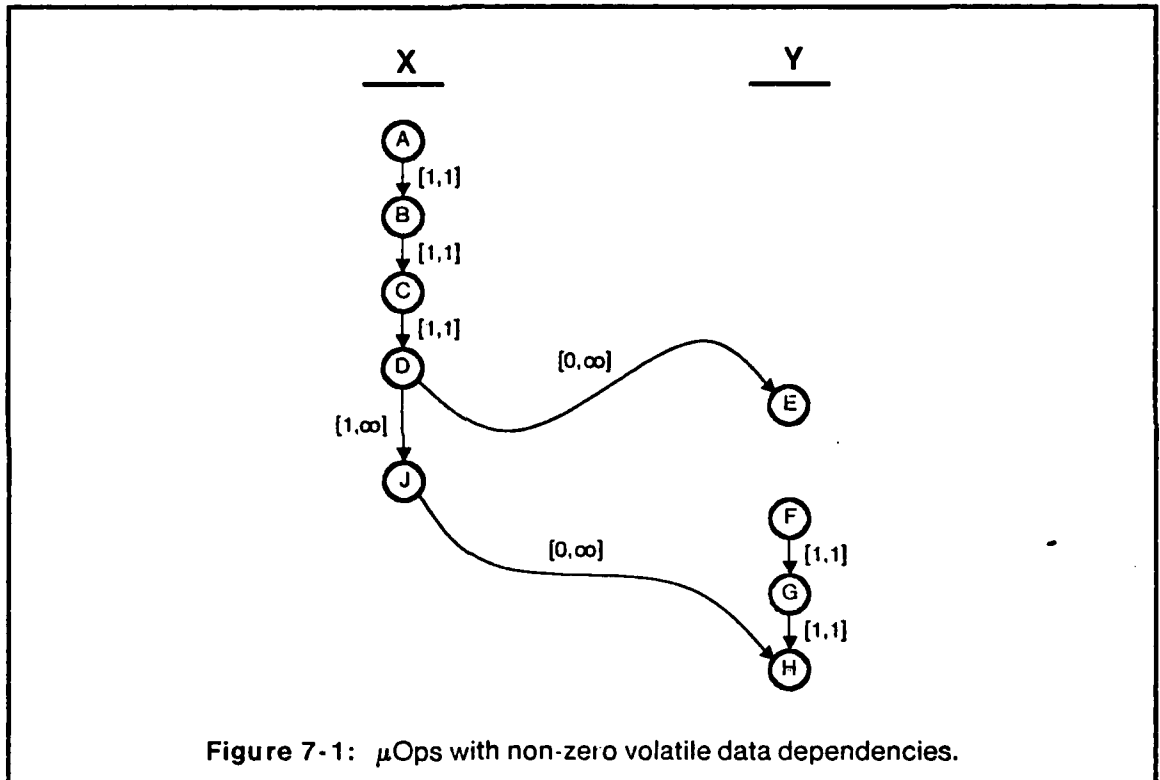 X Y
A
[1,1]
B
[1,1]
C
[1,1]
D
[0,∞]
E
[1,∞]
J
F
[0,∞]
[1,1]
G
[1,1]
H
Figure 7-1: μOps with non-zero volatile data dependencies.